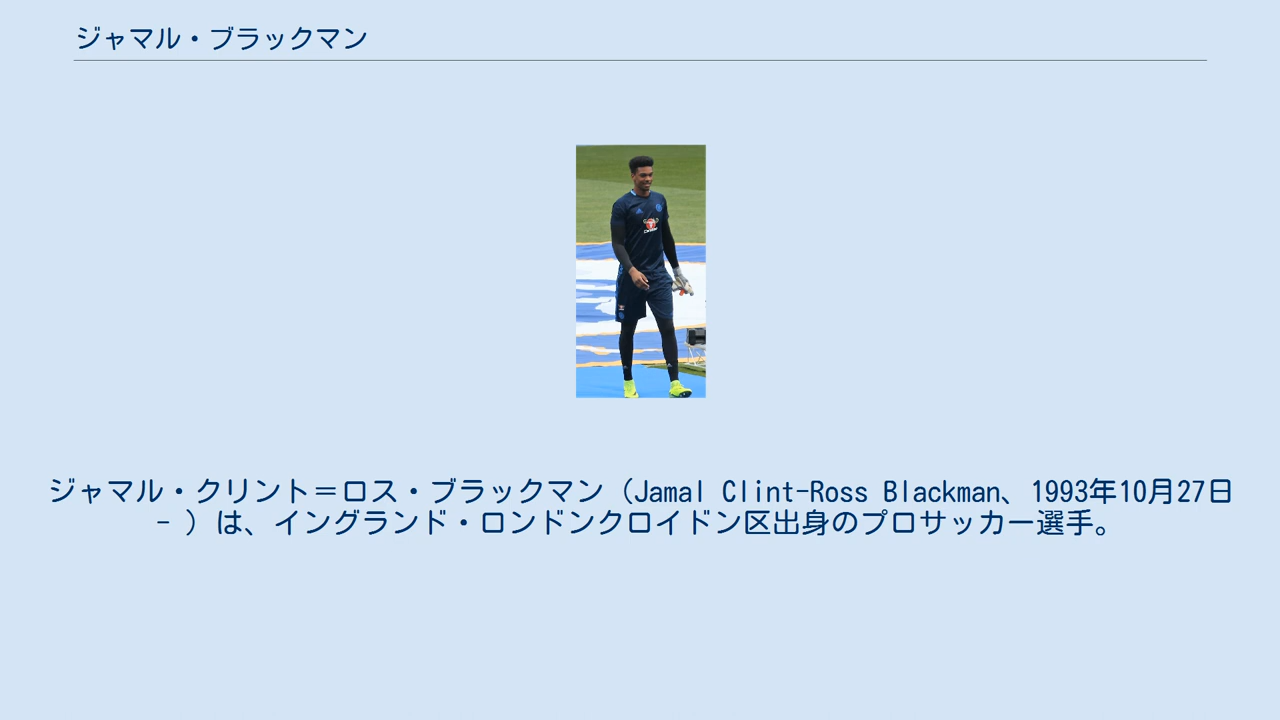 ジャマル・ブラックマン
ジャマル・クリント＝ロス・ブラックマン（Jamal Clint-Ross Blackman、1993年10月27日
- ）は、イングランド・ロンドンクロイドン区出身のプロサッカー選手。